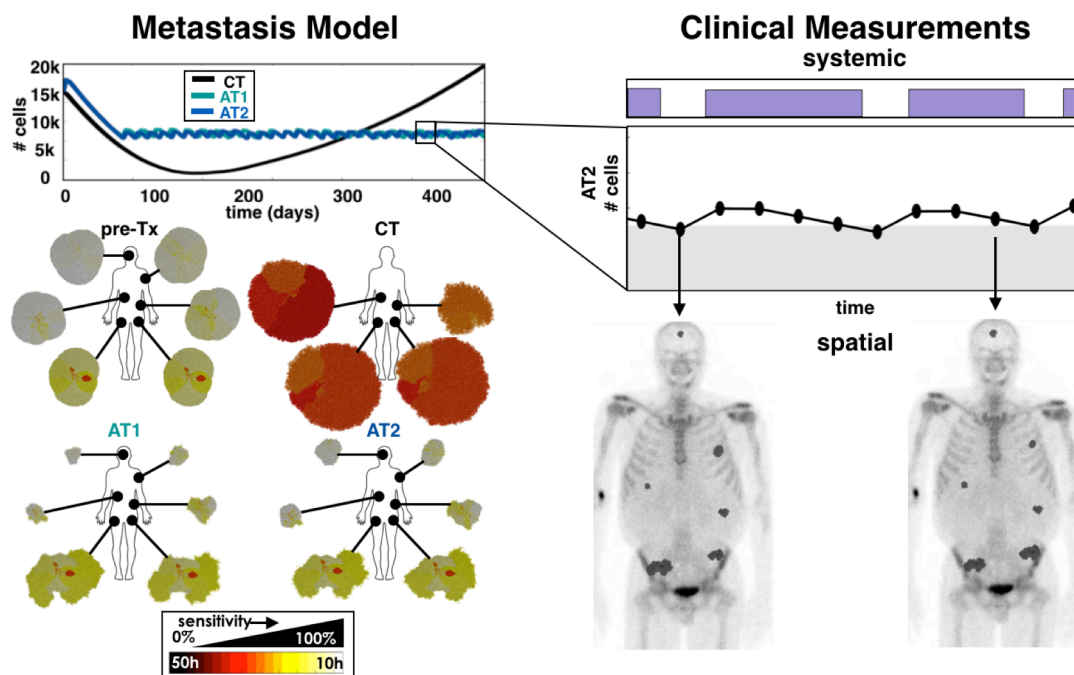 Metastasis Model
20k
15k
10k
5k
0
# cells
CT
AT1
AT2
0
100
200
300
400
time (days)
pre-Tx
CT
AT1
AT2
sensitivity
0%
100%
50h
10h
Clinical Measurements
systemic
AT2
# cells
time
spatial